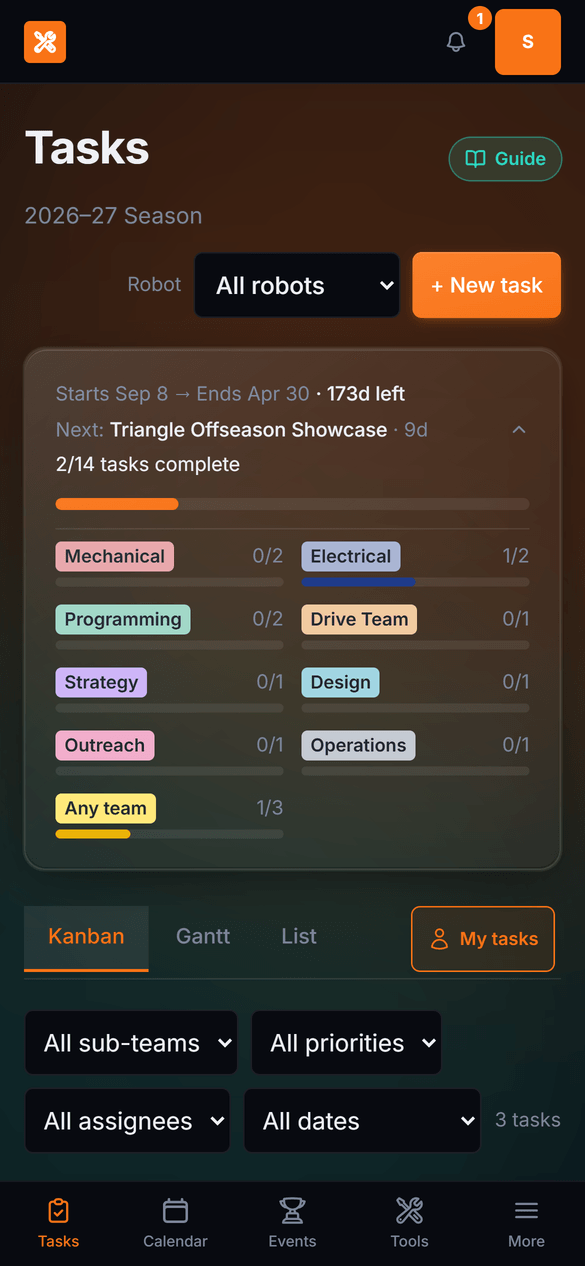 1
S
Tasks
Guide
2026–27 Season
Robot All robots + New task
Starts Sep 8 → Ends Apr 30 · 173d left
Next: Triangle Offseason Showcase · 9d
2/14 tasks complete
Mechanical 0/2 Electrical 1/2
Programming 0/2 Drive Team 0/1
Strategy 0/1 Design 0/1
Outreach 0/1 Operations 0/1
Any team 1/3
Kanban Gantt List My tasks
All sub-teams All priorities
All assignees All dates 3 tasks
Tasks Calendar Events Tools More